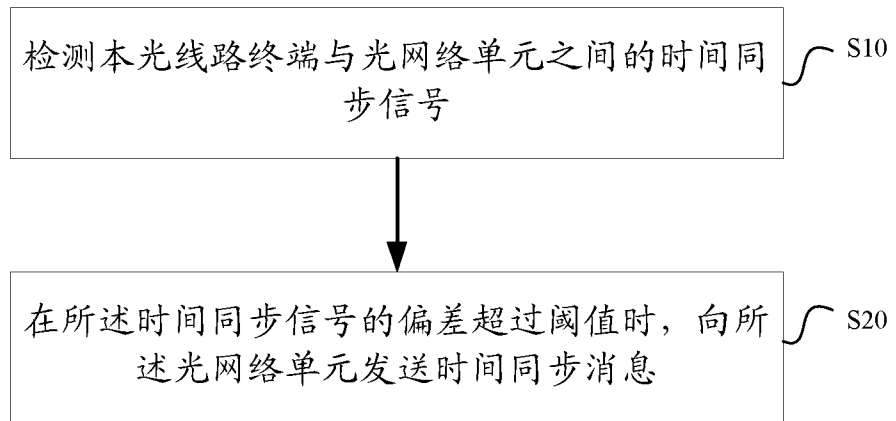 检测本光线路终端与光网络单元之间的时间同
步信号
S10
在所述时间同步信号的偏差超过阈值时，向所
述光网络单元发送时间同步消息
S20